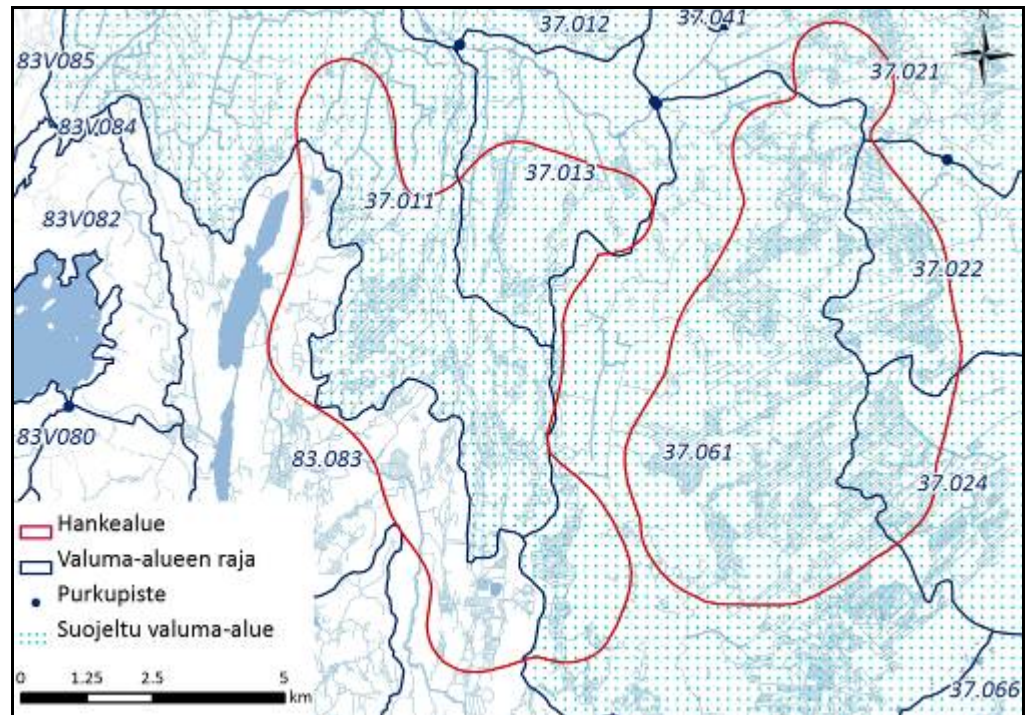 37.012
37.041
N
83V085
37.021
83V084
37.013
37.011
83V082
37.022
83V080
83.083
37.061
37.024
Hankealue
Valuma-alueen raja
Purkupiste
Suojeltu valuma-alue
0 1.25 2.5 5
km
37.066